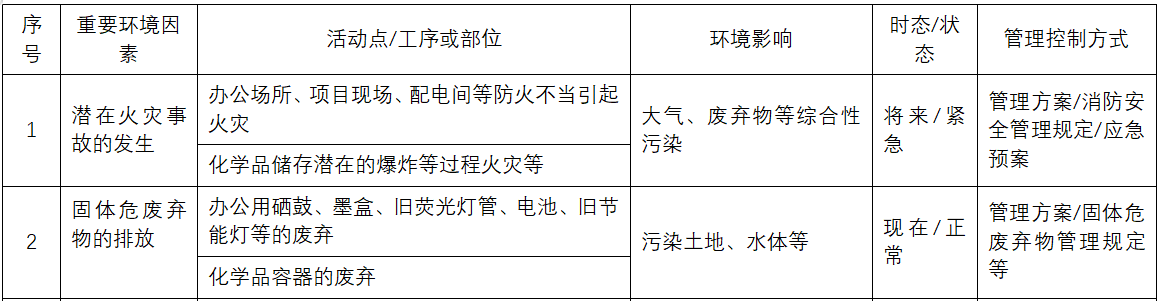 序号
重要环境因素
活动点/工序或部位
环境影响
时态/状态
管理控制方式
1
潜在火灾事故的发生
办公场所、项目现场、配电间等防火不当引起火灾
化学品储存潜在的爆炸等过程火灾等
大气、废弃物等综合性污染
将来/紧急
管理方案/消防安全管理规定/应急预案
2
固体危废弃物的排放
办公用硒鼓、墨盒、旧荧光灯管、电池、旧节能灯等的废弃
化学品容器的废弃
污染土地、水体等
现在/正常
管理方案/固体危废弃物管理规定等